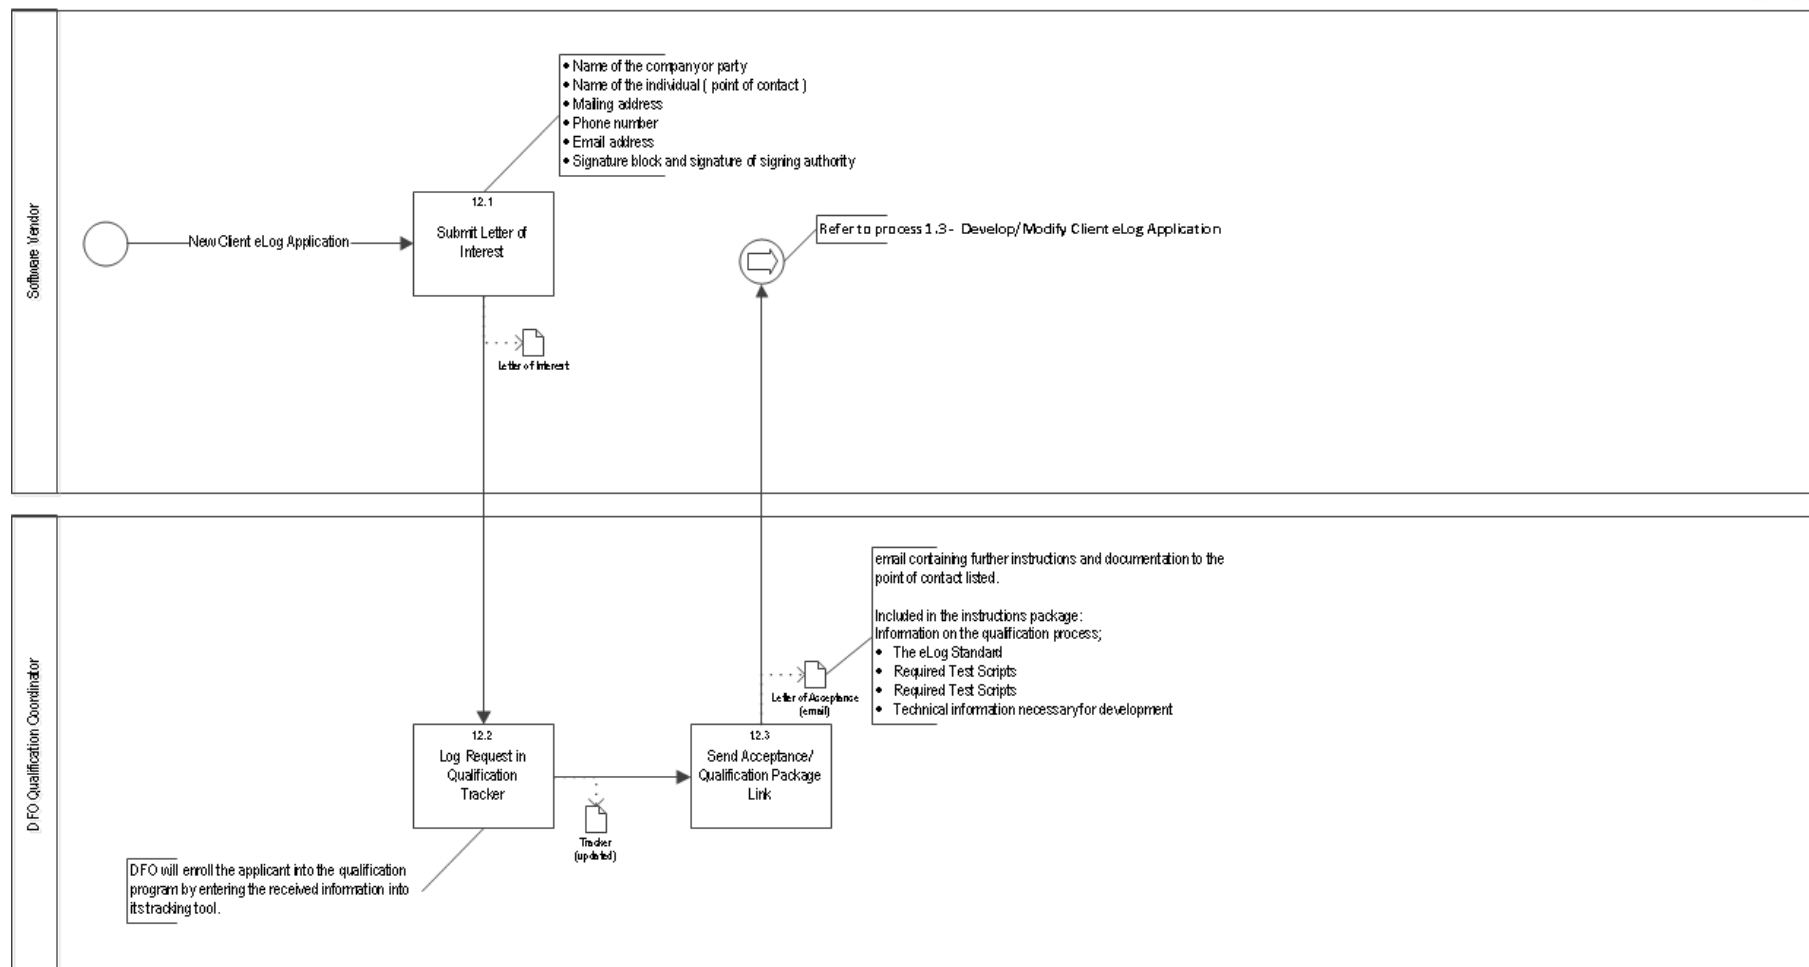 Software Vendor
• Name of the company or party
• Name of the individual ( point of contact )
• Mailing address
• Phone number
• Email address
• Signature block and signature of signing authority
New Client eLog Application
12.1
Submit Letter of
Interest
Letter of Interest
Refer to process 1.3 - Develop/Modify Client eLog Application
DFO Qualification Coordinator
email containing further instructions and documentation to the
point of contact listed.
Included in the instructions package:
Information on the qualification process;
• The eLog Standard
• Required Test Scripts
• Required Test Scripts
• Technical information necessary for development
Letter of Acceptance
(email)
12.2
Log Request in
Qualification
Tracker
12.3
Send Acceptance/
Qualification Package
Link
Tracker
(updated)
DFO will enroll the applicant into the qualification
program by entering the received information into
its tracking tool.